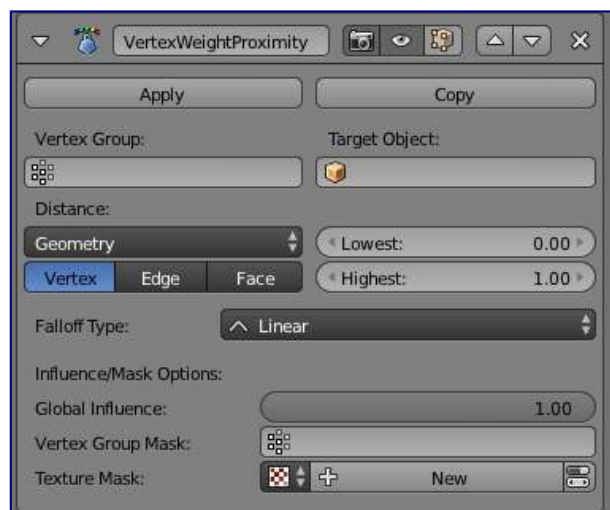 VertexWeightProximity
Apply Copy
Vertex Group: Target Object:
Distance:
Geometry Lowest: 0.00
Vertex Edge Face Highest: 1.00
Falloff Type: Linear
Influence/Mask Options:
Global Influence: 1.00
Vertex Group Mask:
Texture Mask: New